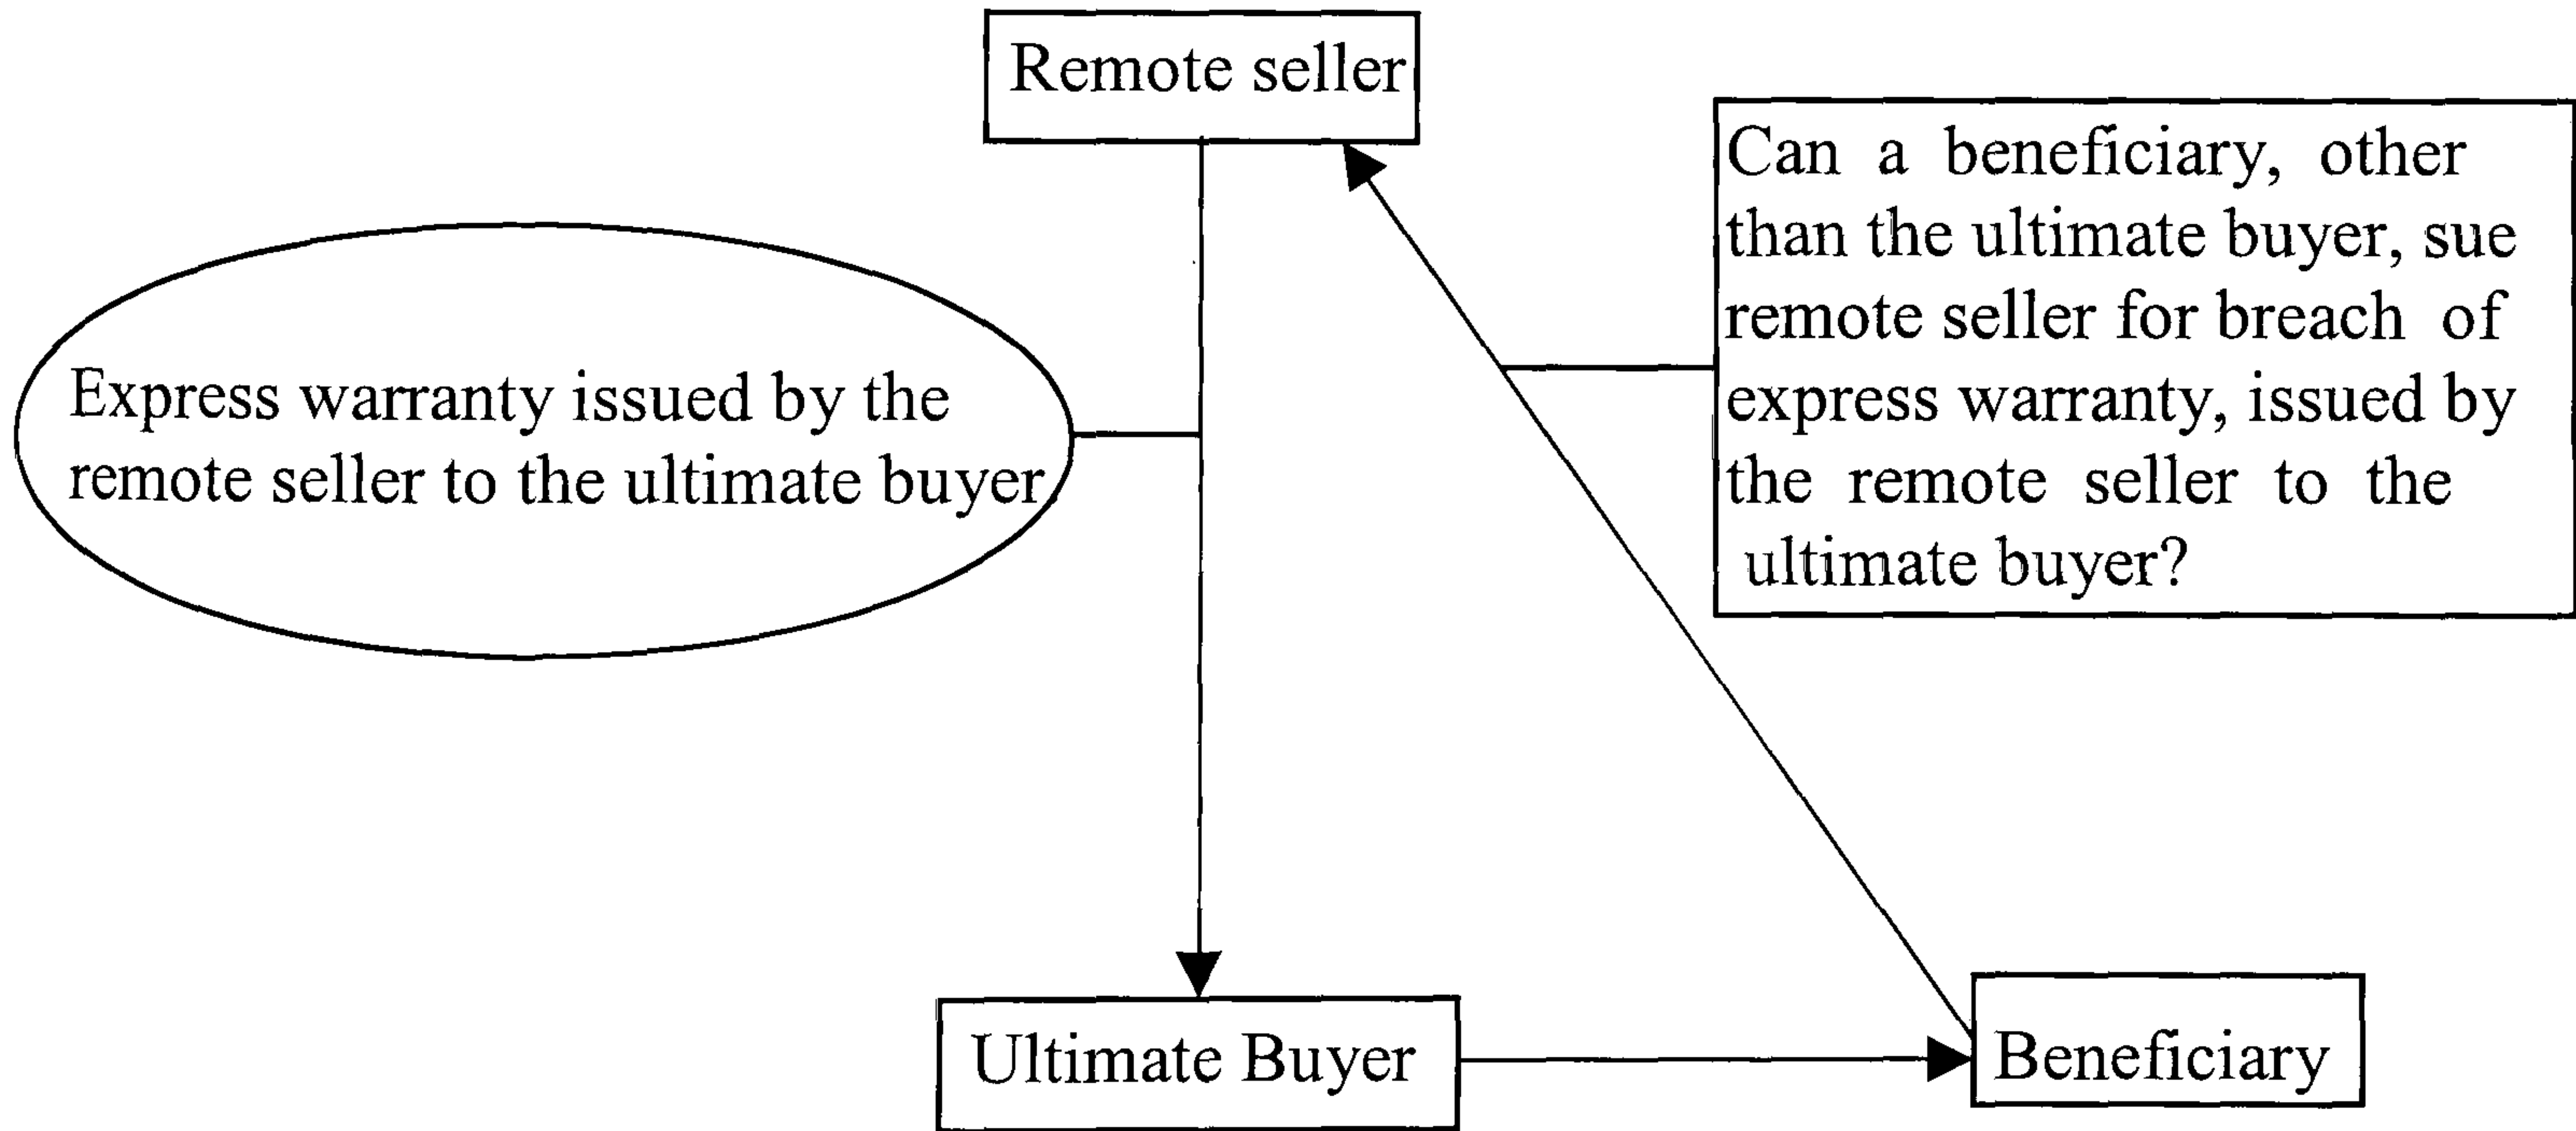 Remote seller
Can a beneficiary, other
than the ultimate buyer, sue
remote seller for breach of
express warranty, issued by
the remote seller to the
ultimate buyer?
Express warranty issued by the
remote seller to the ultimate buyer
Ultimate Buyer
Beneficiary